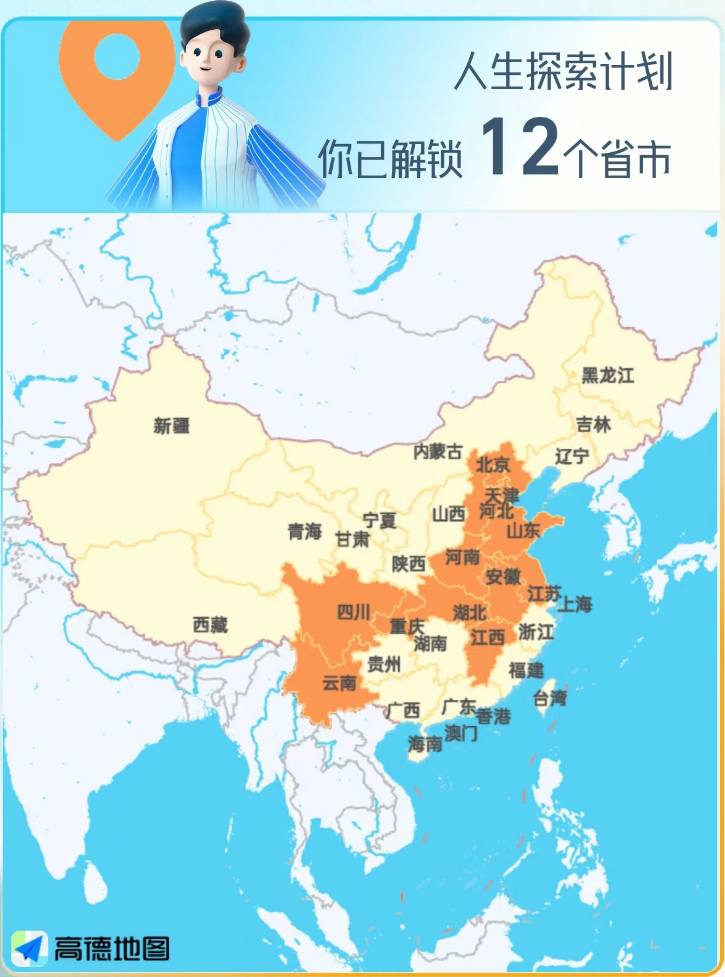 人生探索计划
你已解锁 12个省市
黑龙江
吉林
新疆
内蒙古
辽宁
北京
天津
河北
山西
宁夏
山东
青海
甘肃
河南
陕西
安徽
江苏
上海
四川
湖北
西藏
重庆
浙江
江西
湖南
贵州
福建
云南
台湾
广西
广东
香港
澳门
海南
高德地图